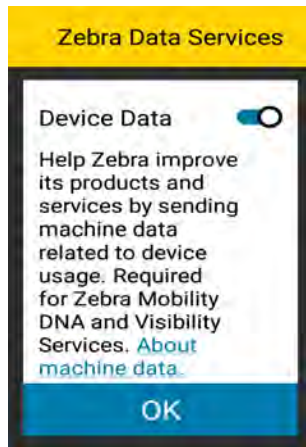 Zebra Data Services
Device Data
Help Zebra improve
its products and
services by sending
machine data
related to device
usage. Required
for Zebra Mobility
DNA and Visibility
Services. About
machine data.
OK